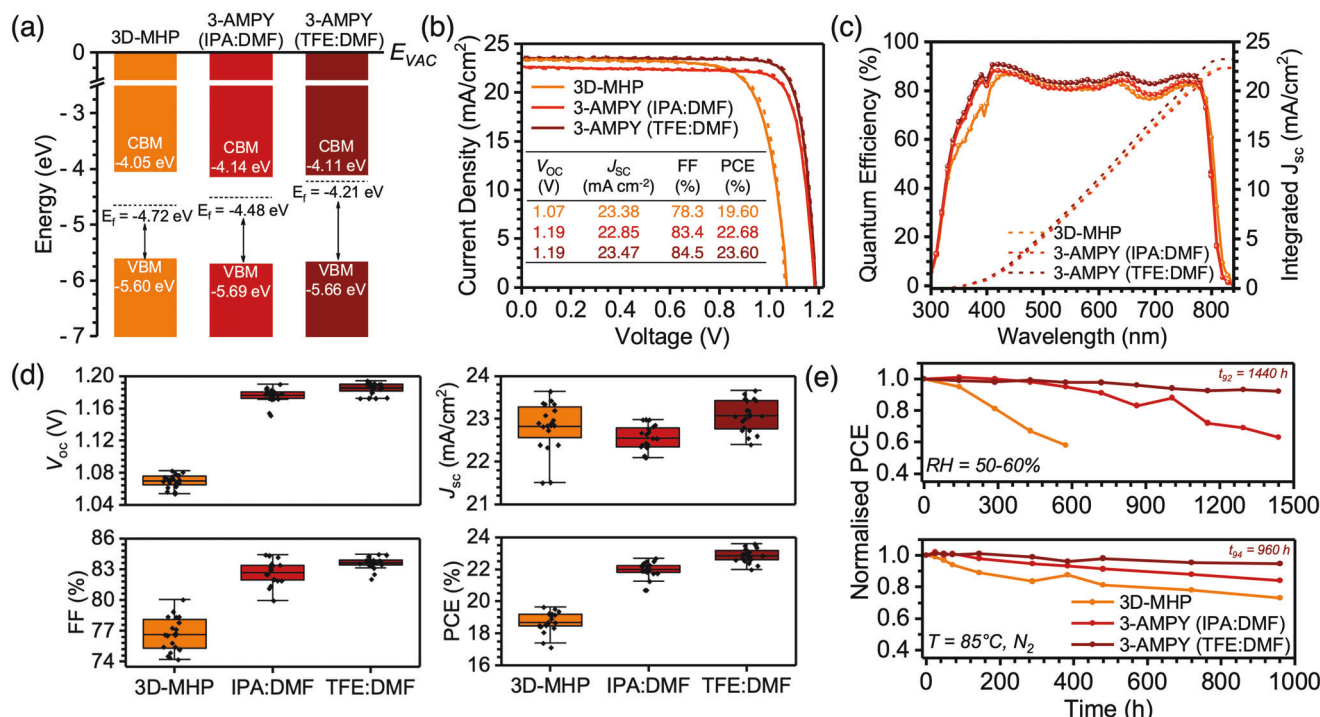 (a)
3D-MHP
3-AMPY
(IPA:DMF)
3-AMPY
(TFE:DMF)
E_VAC
0
- 3
- 4
- 5
- 6
- 7
Energy (eV)
CBM
-4.05 eV
CBM
-4.14 eV
CBM
-4.11 eV
E_f = -4.72 eV
E_f = -4.48 eV
E_f = -4.21 eV
VBM
-5.60 eV
VBM
-5.69 eV
VBM
-5.66 eV
(b)
Current Density (mA/cm²)
25
20
15
10
5
0
3D-MHP
3-AMPY (IPA:DMF)
3-AMPY (TFE:DMF)
V_OC J_SC FF PCE
(V) (mA cm⁻²) (%) (%)
1.07 23.38 78.3 19.60
1.19 22.85 83.4 22.68
1.19 23.47 84.5 23.60
0.0 0.2 0.4 0.6 0.8 1.0 1.2
Voltage (V)
(c)
Quantum Efficiency (%)
100
80
60
40
20
0
25
20
15
10
5
0
Integrated J_sc (mA/cm²)
3D-MHP
3-AMPY (IPA:DMF)
3-AMPY (TFE:DMF)
300 400 500 600 700 800
Wavelength (nm)
(d)
V_oc (V)
1.20
1.16
1.12
1.08
1.04
J_sc (mA/cm²)
24
23
22
21
FF (%)
86
83
80
77
74
3D-MHP IPA:DMF TFE:DMF
PCE (%)
24
22
20
18
16
3D-MHP IPA:DMF TFE:DMF
(e)
Normalised PCE
1.0
0.8
0.6
0.4
t_92 = 1440 h
RH = 50-60%
0 300 600 900 1200 1500
1.0
0.8
0.6
0.4
t_94 = 960 h
3D-MHP
3-AMPY (IPA:DMF)
3-AMPY (TFE:DMF)
T = 85°C, N₂
0 200 400 600 800 1000
Time (h)